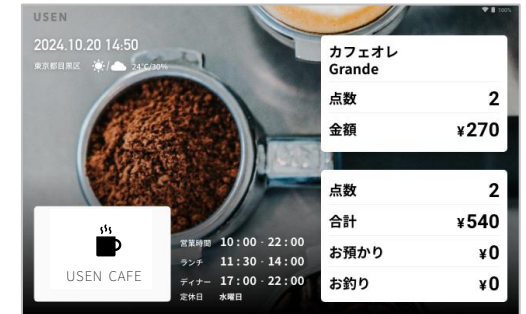 USEN
100%
2024.10.20 14:50
東京都目黒区 / 24℃/30%
カフェオレ
Grande
点数 2
金額 ¥270
点数 2
合計 ¥540
お預かり ¥0
お釣り ¥0
USEN CAFE
営業時間 10:00 - 22:00
ランチ 11:30 - 14:00
ディナー 17:00 - 22:00
定休日 水曜日